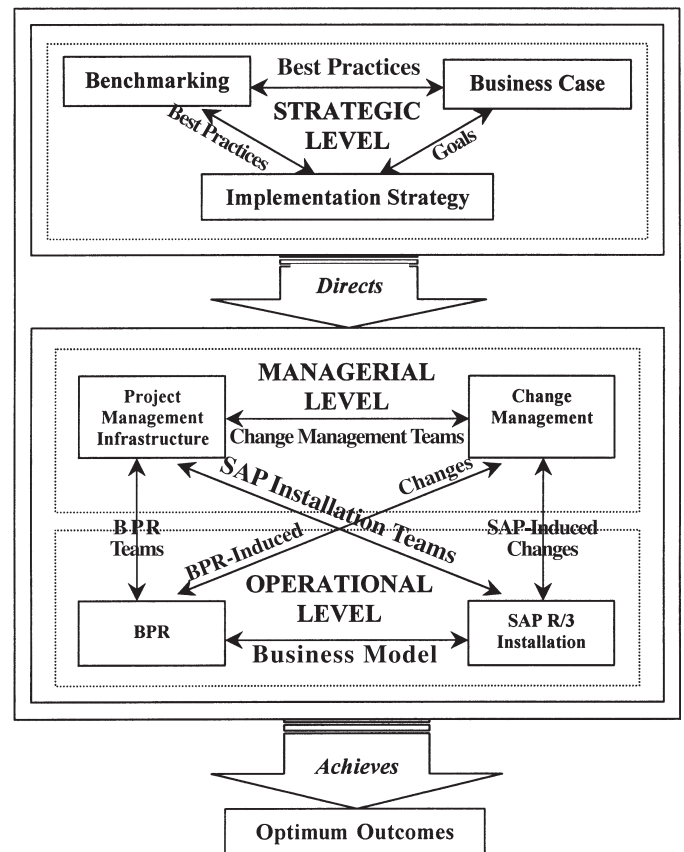 Benchmarking
Best Practices
Business Case
STRATEGIC
LEVEL
Best Practices
Goals
Implementation Strategy
Directs
MANAGERIAL
LEVEL
Project
Management
Infrastructure
Change
Management
Change Management Teams
SAP Installation Teams
BPR-Induced Changes
BPR
Teams
SAP-Induced
Changes
OPERATIONAL
LEVEL
BPR
SAP R/3
Installation
Business Model
Achieves
Optimum Outcomes